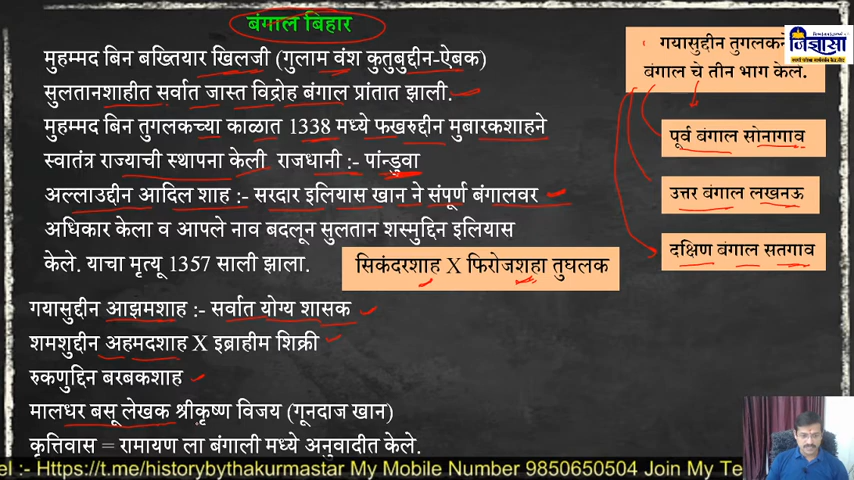 बंगाल बिहार
मुहम्मद बिन बख्तियार खिलजी (गुलाम वंश कुतुबुद्दीन-ऐबक)
सुलतानशाहीत सर्वात जास्त विद्रोह बंगाल प्रांतात झाली.
मुहम्मद बिन तुगलकच्या काळात 1338 मध्ये फखरुद्दीन मुबारकशाहने
स्वातंत्र राज्याची स्थापना केली राजधानी :- पांन्डुवा
अल्लाउद्दीन आदिल शाह :- सरदार इलियास खान ने संपूर्ण बंगालवर
अधिकार केला व आपले नाव बदलून सुलतान शस्मुद्दिन इलियास
केले. याचा मृत्यू 1357 साली झाला.
सिकंदरशाह X फिरोजशहा तुघलक
गयासुद्दीन आझमशाह :- सर्वात योग्य शासक
शमशुद्दीन अहमदशाह X इब्राहीम शिक्री
रुकणुद्दिन बरबकशाह
मालधर बसू लेखक श्रीकृष्ण विजय (गूनदाज खान)
कृत्तिवास = रामायण ला बंगाली मध्ये अनुवादीत केले.
गयासुद्दीन तुगलकने
बंगाल चे तीन भाग केल.
पूर्व बंगाल सोनागाव
उत्तर बंगाल लखनऊ
दक्षिण बंगाल सतगाव
जिज्ञासा
el :- Https://t.me/historybythakurmastar My Mobile Number 9850650504 Join My Te